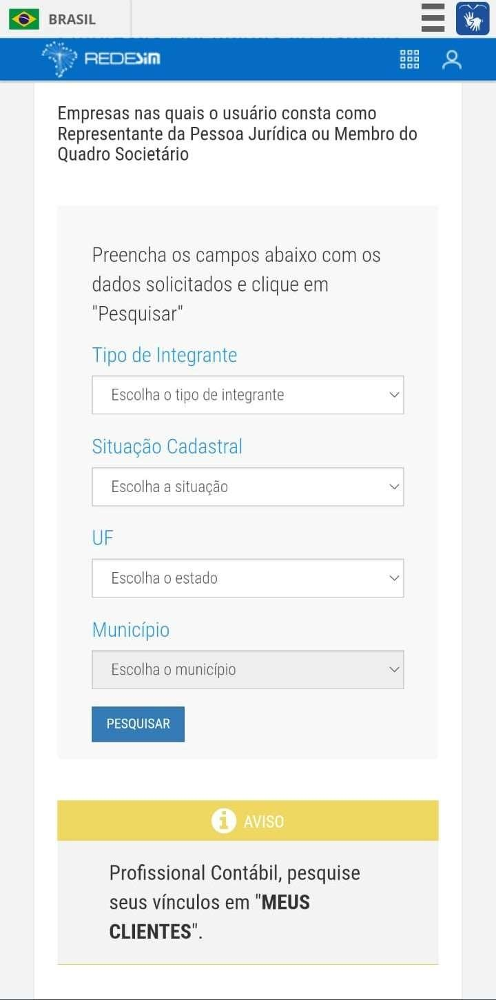 BRASIL
REDESIM
Empresas nas quais o usuário consta como
Representante da Pessoa Jurídica ou Membro do
Quadro Societário
Preencha os campos abaixo com os
dados solicitados e clique em
"Pesquisar"
Tipo de Integrante
Escolha o tipo de integrante
Situação Cadastral
Escolha a situação
UF
Escolha o estado
Município
Escolha o município
PESQUISAR
AVISO
Profissional Contábil, pesquise
seus vínculos em "MEUS
CLIENTES".